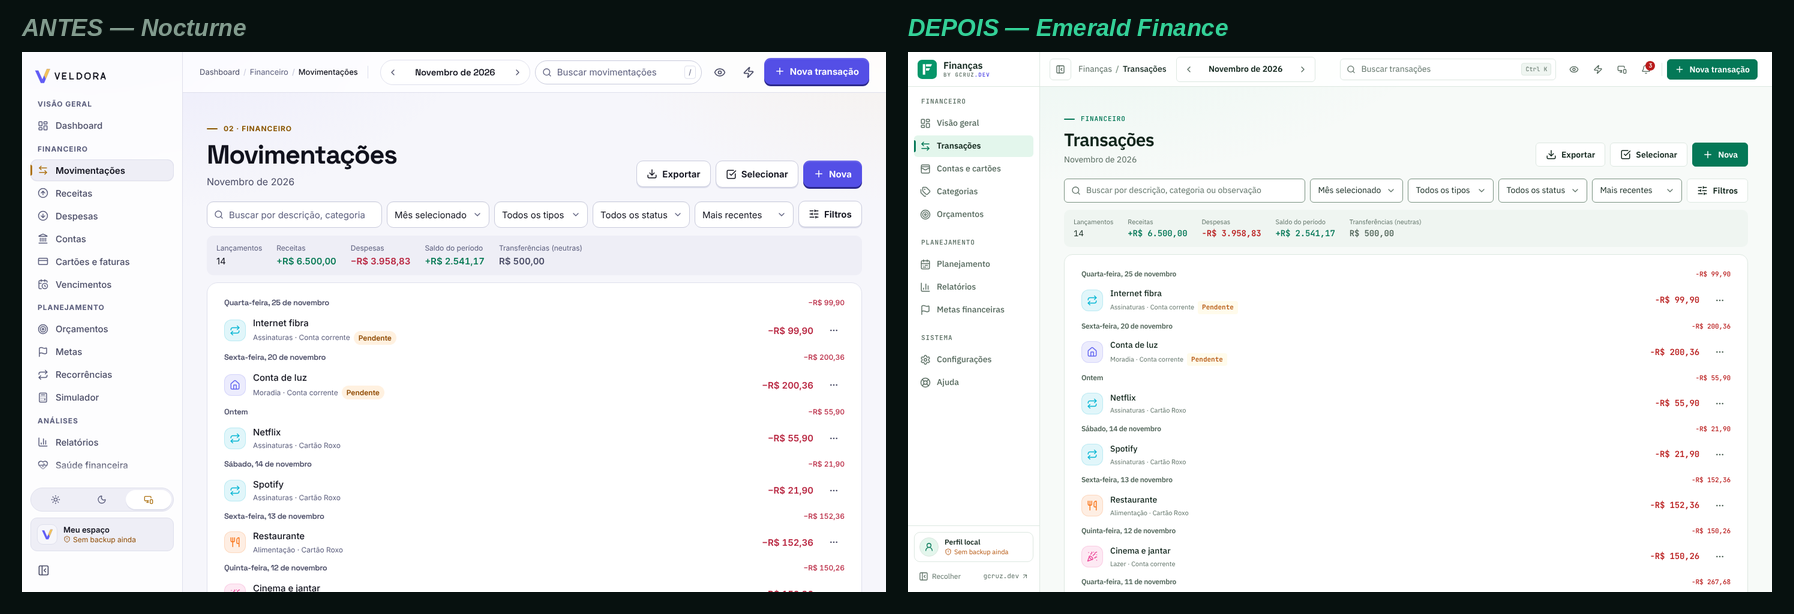 ANTES — Nocturne
VELDORA
Dashboard / Financeiro / Movimentações
Novembro de 2026
Buscar movimentações /
Nova transação
VISÃO GERAL
Dashboard
FINANCEIRO
Movimentações
Receitas
Despesas
Contas
Cartões e faturas
Vencimentos
PLANEJAMENTO
Orçamentos
Metas
Recorrências
Simulador
ANÁLISES
Relatórios
Saúde financeira
Meu espaço
Sem backup ainda
02 · FINANCEIRO
Movimentações
Novembro de 2026
Exportar Selecionar + Nova
Buscar por descrição, categoria Mês selecionado Todos os tipos Todos os status Mais recentes Filtros
Lançamentos Receitas Despesas Saldo do período Transferências (neutras)
14 +R$ 6.500,00 −R$ 3.958,83 +R$ 2.541,17 R$ 500,00
Quarta-feira, 25 de novembro −R$ 99,90
Internet fibra −R$ 99,90 ···
Assinaturas · Conta corrente Pendente
Sexta-feira, 20 de novembro −R$ 200,36
Conta de luz −R$ 200,36 ···
Moradia · Conta corrente Pendente
Ontem −R$ 55,90
Netflix −R$ 55,90 ···
Assinaturas · Cartão Roxo
Sábado, 14 de novembro −R$ 21,90
Spotify −R$ 21,90 ···
Assinaturas · Cartão Roxo
Sexta-feira, 13 de novembro −R$ 152,36
Restaurante −R$ 152,36 ···
Alimentação · Cartão Roxo
Quinta-feira, 12 de novembro −R$ 150,26
Cinema e jantar
DEPOIS — Emerald Finance
F Finanças
BY GCRUZ.DEV
Finanças / Transações
Novembro de 2026
Buscar transações Ctrl K
3
+ Nova transação
FINANCEIRO
Visão geral
Transações
Contas e cartões
Categorias
Orçamentos
PLANEJAMENTO
Planejamento
Relatórios
Metas financeiras
SISTEMA
Configurações
Ajuda
Perfil local
Sem backup ainda
Recolher gcruz.dev ↗
FINANCEIRO
Transações
Novembro de 2026
Exportar Selecionar + Nova
Buscar por descrição, categoria ou observação Mês selecionado Todos os tipos Todos os status Mais recentes Filtros
Lançamentos Receitas Despesas Saldo do período Transferências (neutras)
14 +R$ 6.500,00 -R$ 3.958,83 +R$ 2.541,17 R$ 500,00
Quarta-feira, 25 de novembro -R$ 99,90
Internet fibra -R$ 99,90 ···
Assinaturas · Conta corrente Pendente
Sexta-feira, 20 de novembro -R$ 200,36
Conta de luz -R$ 200,36 ···
Moradia · Conta corrente Pendente
Ontem -R$ 55,90
Netflix -R$ 55,90 ···
Assinaturas · Cartão Roxo
Sábado, 14 de novembro -R$ 21,90
Spotify -R$ 21,90 ···
Assinaturas · Cartão Roxo
Sexta-feira, 13 de novembro -R$ 152,36
Restaurante -R$ 152,36 ···
Alimentação · Cartão Roxo
Quinta-feira, 12 de novembro -R$ 150,26
Cinema e jantar -R$ 150,26 ···
Lazer · Conta corrente
Quarta-feira, 11 de novembro -R$ 267,68